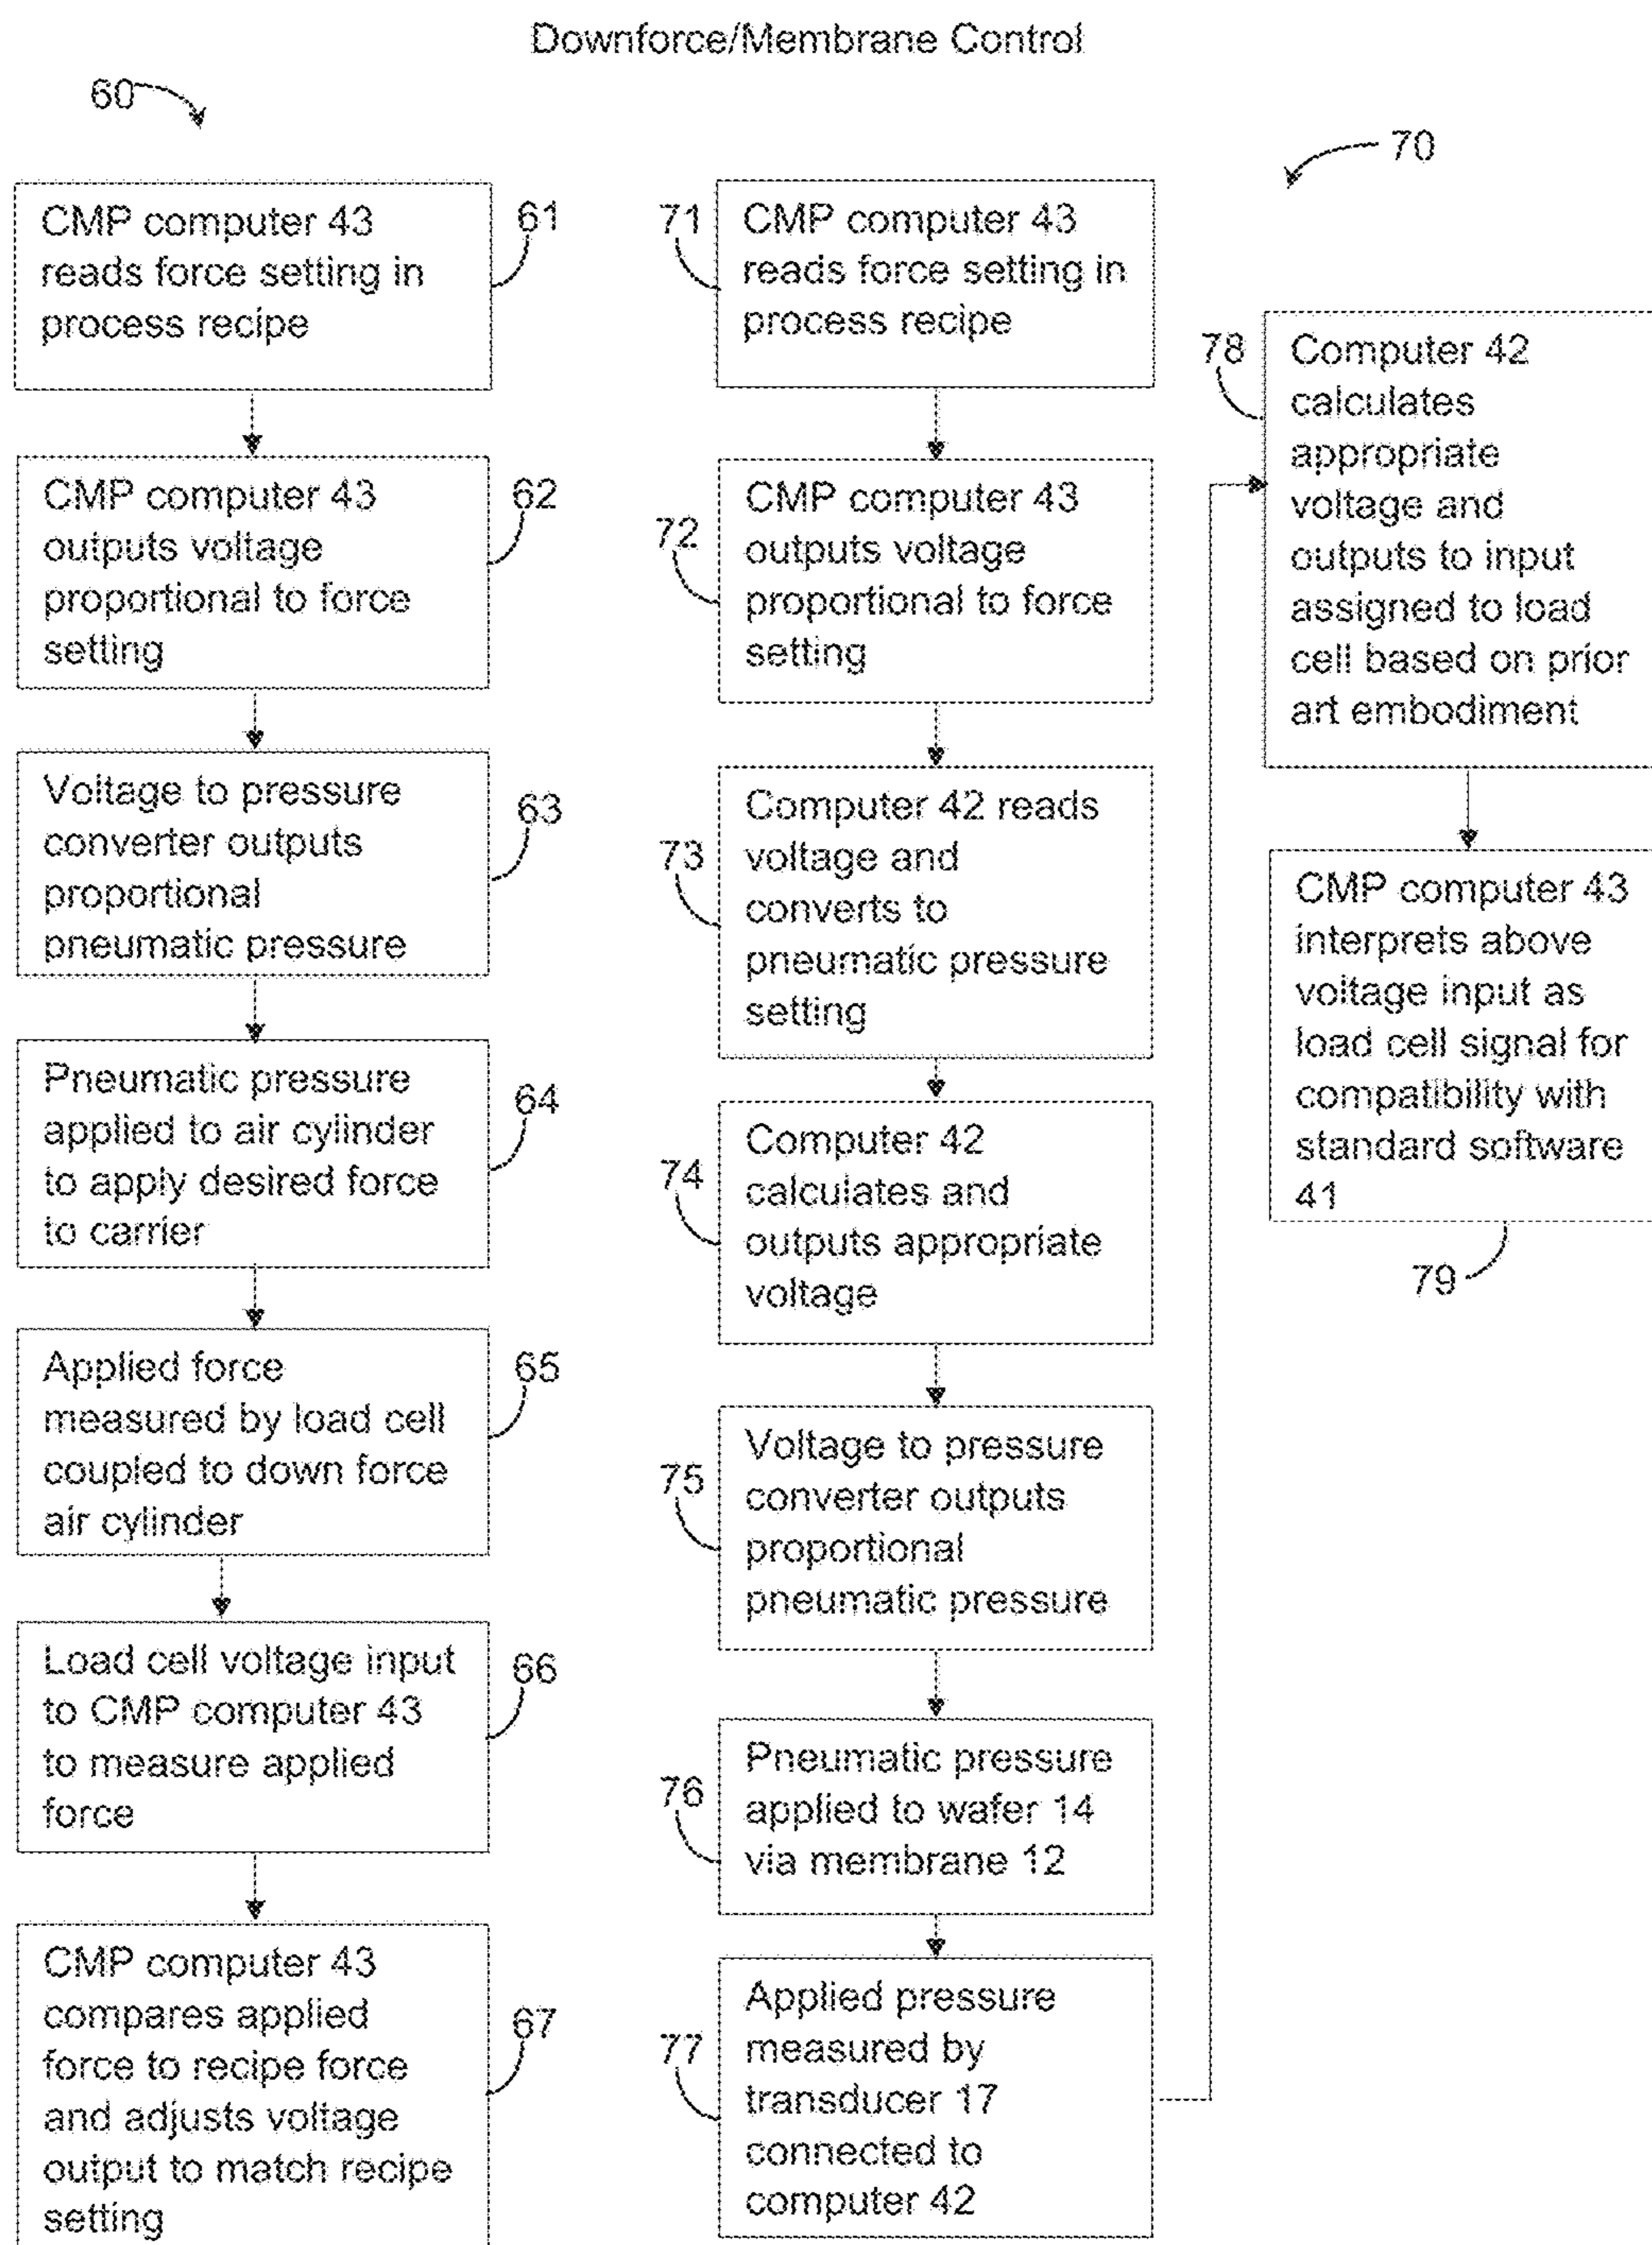 Downforce/Membrane Control
60
CMP computer 43
reads force setting in
process recipe
61
CMP computer 43
outputs voltage
proportional to force
setting
62
Voltage to pressure
converter outputs
proportional
pneumatic pressure
63
Pneumatic pressure
applied to air cylinder
to apply desired force
to carrier
64
Applied force
measured by load cell
coupled to down force
air cylinder
65
Load cell voltage input
to CMP computer 43
to measure applied
force
66
CMP computer 43
compares applied
force to recipe force
and adjusts voltage
output to match recipe
setting
67
70
71
CMP computer 43
reads force setting in
process recipe
72
CMP computer 43
outputs voltage
proportional to force
setting
73
Computer 42 reads
voltage and
converts to
pneumatic pressure
setting
74
Computer 42
calculates and
outputs appropriate
voltage
75
Voltage to pressure
converter outputs
proportional
pneumatic pressure
76
Pneumatic pressure
applied to wafer 14
via membrane 12
77
Applied pressure
measured by
transducer 17
connected to
computer 42
78
Computer 42
calculates
appropriate
voltage and
outputs to input
assigned to load
cell based on prior
art embodiment
CMP computer 43
interprets above
voltage input as
load cell signal for
compatibility with
standard software
41
79